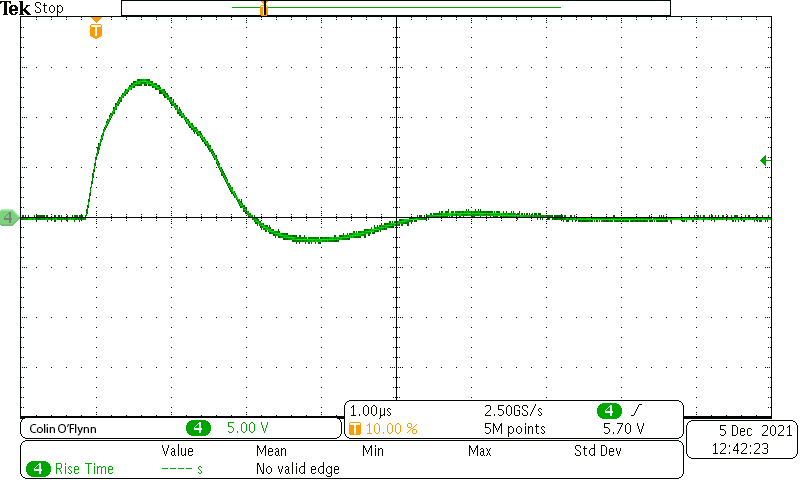 Tek Stop
T
4
1.00µs 2.50GS/s 4
Colin O'Flynn 4 5.00 V T 10.00 % 5M points 5.70 V
5 Dec 2021
12:42:23
Value Mean Min Max Std Dev
4 Rise Time ---- s No valid edge